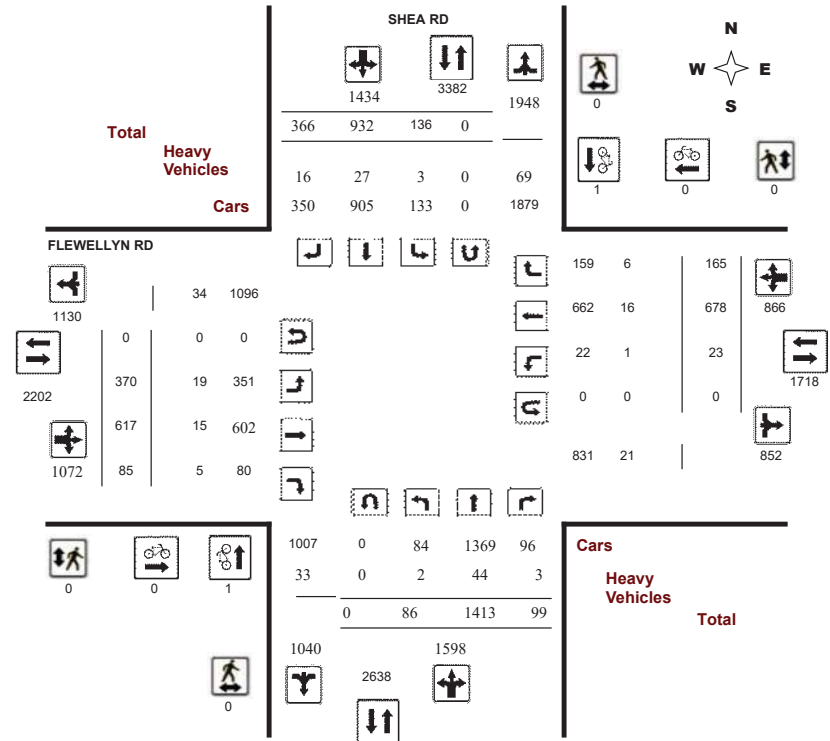 SHEA RD
N
W E
S
1434
3382
1948
0
366 932 136 0
Total
Heavy
Vehicles
16 27 3 0 69
Cars
350 905 133 0 1879
1 0 0
FLEWELLYN RD
1130
34 1096
159 6 165
866
662 16 678
0 0 0
22 1 23
1718
2202
370 19 351
0 0 0
617 15 602
1072
85 5 80
831 21
852
1007 0 84 1369 96
33 0 2 44 3
0 86 1413 99
Cars
Heavy
Vehicles
Total
0 0 1
1040
2638
1598
0